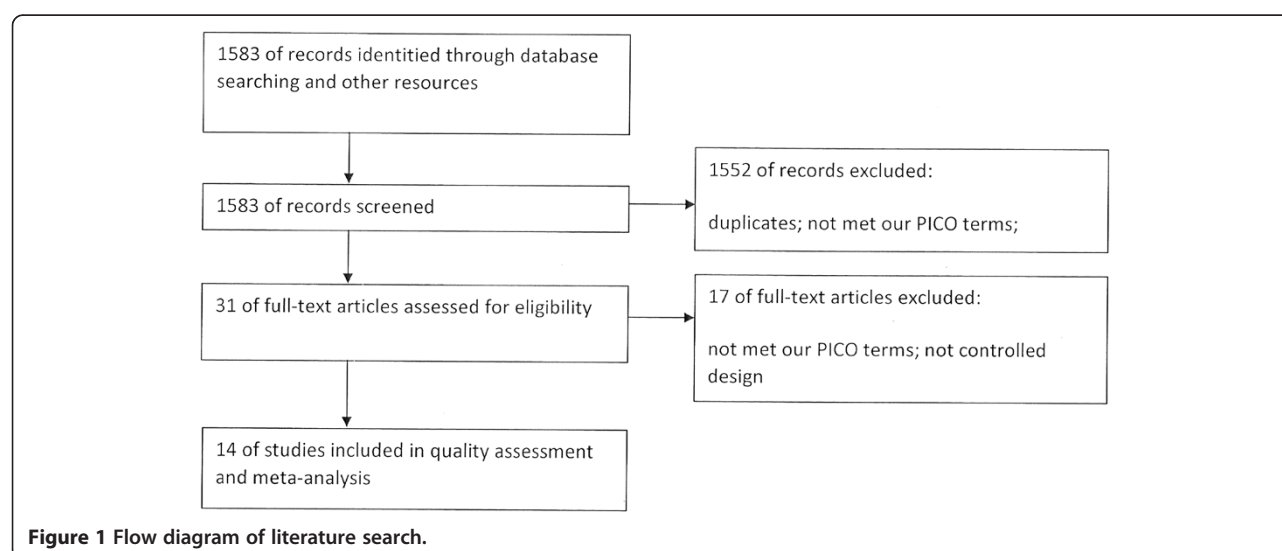 1583 of records identitied through database
searching and other resources
1552 of records excluded:
duplicates; not met our PICO terms;
1583 of records screened
31 of full-text articles assessed for eligibility
17 of full-text articles excluded:
not met our PICO terms; not controlled
design
14 of studies included in quality assessment
and meta-analysis
Figure 1 Flow diagram of literature search.